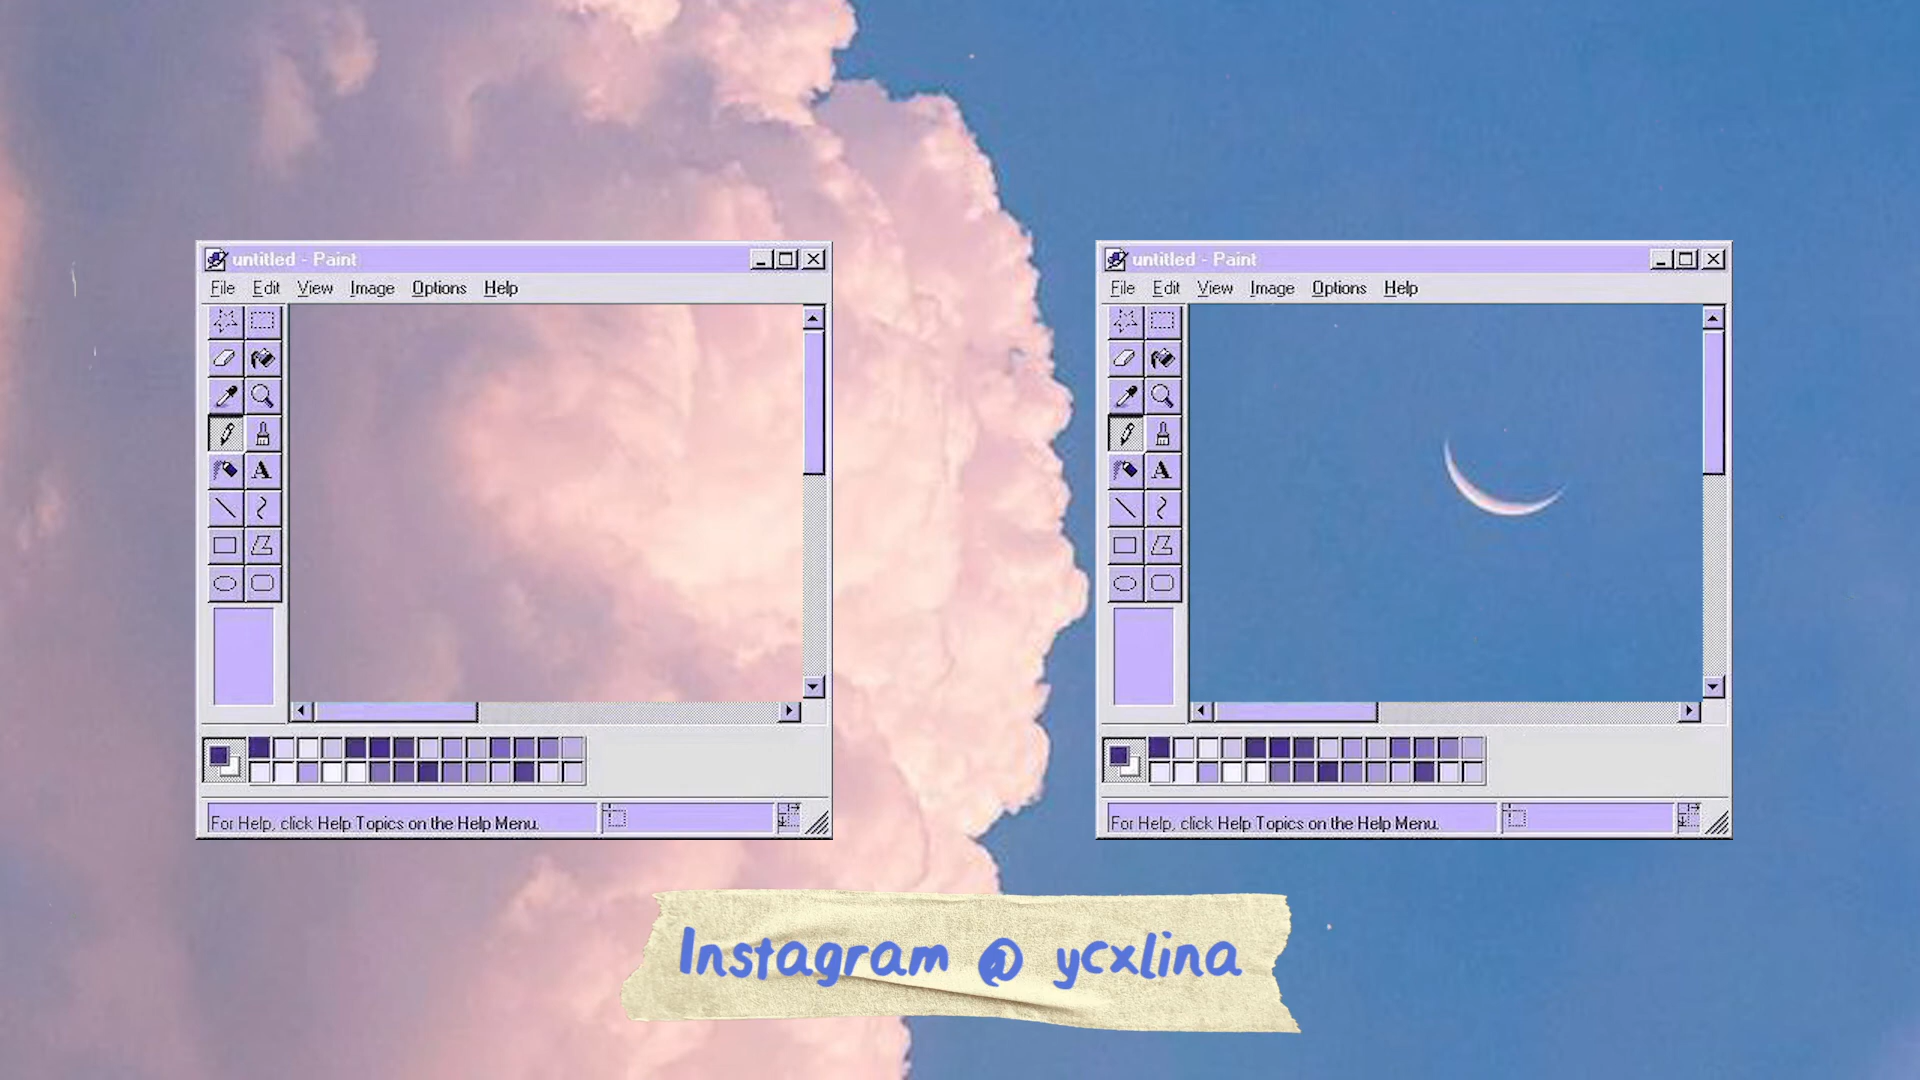 untitled - Paint
File Edit View Image Options Help
A
For Help, click Help Topics on the Help Menu.
untitled - Paint
File Edit View Image Options Help
A
For Help, click Help Topics on the Help Menu.
Instagram @ ycxlina